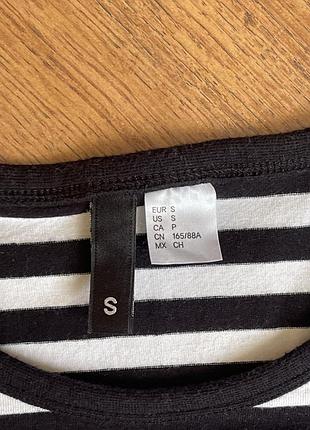 S
EUR S
US S
CA P
CN 165/88A
MX CH